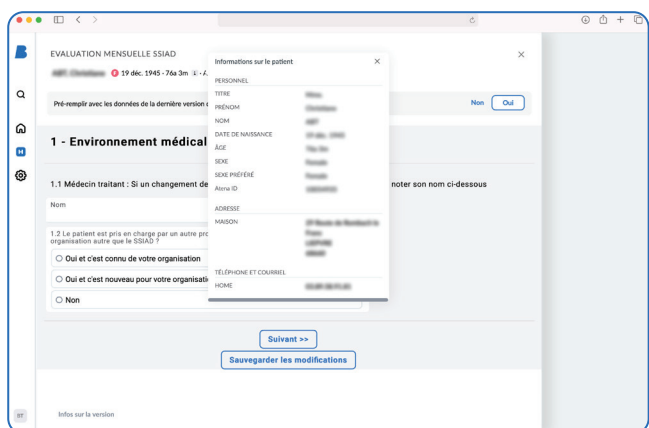 EVALUATION MENSUELLE SSIAD
19 déc. 1945 - 76a 3m
Pré-remplir avec les données de la dernière version
Non
Oui
1 - Environnement médical
1.1 Médecin traitant : Si un changement de
noter son nom ci-dessous
Nom
1.2 Le patient est pris en charge par un autre
organisation autre que le SSIAD ?
Oui et c'est connu de votre organisation
Oui et c'est nouveau pour votre
Non
Informations sur le patient
PERSONNEL
TITRE
PRÉNOM
NOM
DATE DE NAISSANCE
ÂGE
SEXE
SEXE PRÉFÉRÉ
Atena ID
ADRESSE
MAISON
TÉLÉPHONE ET COURRIEL
HOME
Suivant >>
Sauvegarder les modifications
Infos sur la version